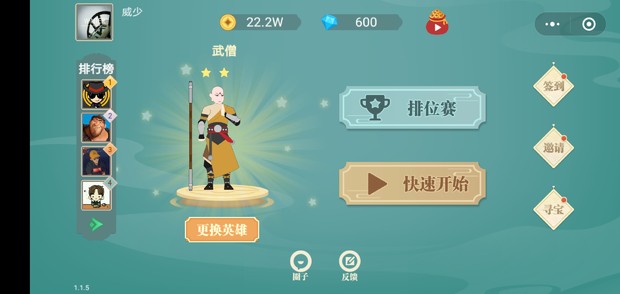 威少
22.2W
600
武僧
排行榜
1
2
3
4
排位赛
快速开始
更换英雄
签到
邀请
寻宝
圈子
反馈
1.1.5